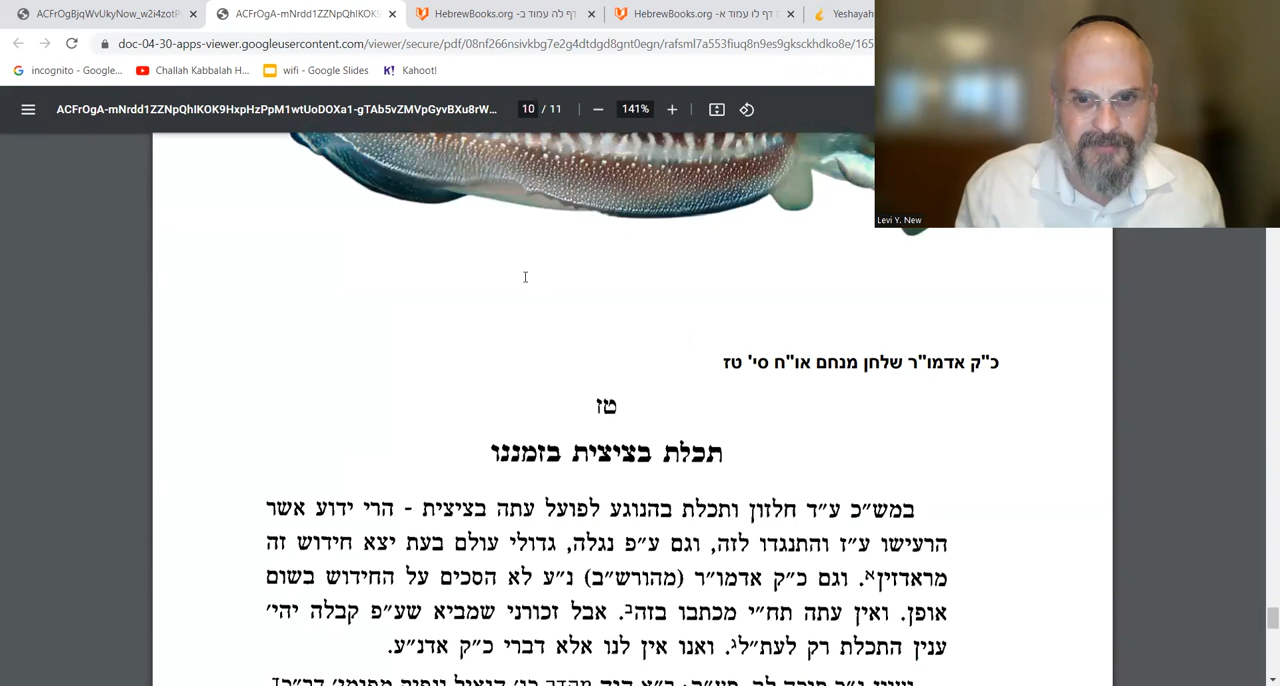 ACFrOgBjqWvUkyNow_w2i4zotP
ACFrOgA-mNrdd1ZZNpQhIKOK9
HebrewBooks.org - דף לה עמוד ב
HebrewBooks.org - דף לו עמוד א
Yeshayah
doc-04-30-apps-viewer.googleusercontent.com/viewer/secure/pdf/08nf266nsivkbg7e2g4dtdgd8gnt0egn/rafsml7a553fiuq8n9es9gksckhdko8e/165
incognito - Google...
Challah Kabbalah H...
wifi - Google Slides
Kahoot!
ACFrOgA-mNrdd1ZZNpQhIKOK9HxpHzPpM1wtUoDOXa1-gTAb5vZMVpGyvBXu8rW...
10 / 11
141%
Levi Y. New
כ"ק אדמו"ר שלחן מנחם או"ח סי' טז
טז
תכלת בציצית בזמננו
במש״כ ע״ד חלזון ותכלת בהנוגע לפועל עתה בציצית - הרי ידוע אשר
הרעישו ע״ז והתנגדו לזה, וגם ע״פ נגלה, גדולי עולם בעת יצא חידוש זה
מראדזיןא. וגם כ״ק אדמו״ר (מהורש״ב) נ״ע לא הסכים על החידוש בשום
אופן. ואין עתה תח״י מכתבו בזהב. אבל זכורני שמביא שע״פ קבלה יהי׳
ענין התכלת רק לעת״לג. ואנו אין לנו אלא דברי כ״ק אדנ״ע.